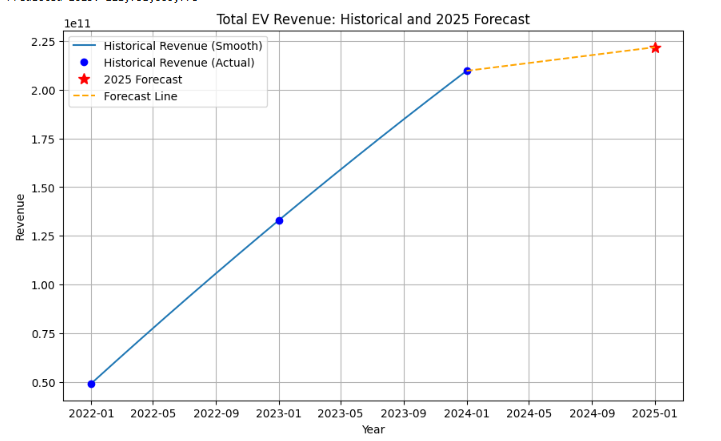 Total EV Revenue: Historical and 2025 Forecast
1e11
Historical Revenue (Smooth)
Historical Revenue (Actual)
2025 Forecast
Forecast Line
2.25
2.00
1.75
1.50
1.25
1.00
0.75
0.50
Revenue
2022-01 2022-05 2022-09 2023-01 2023-05 2023-09 2024-01 2024-05 2024-09 2025-01
Year